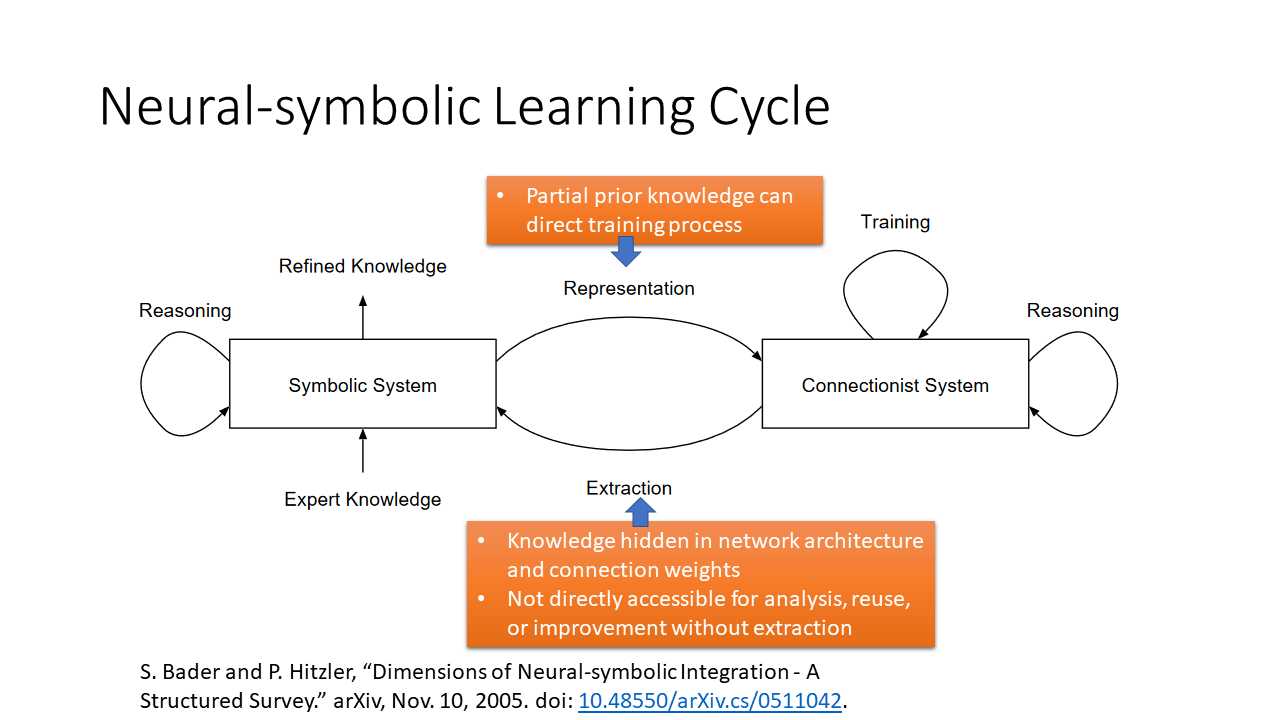 Neural-symbolic Learning Cycle
• Partial prior knowledge can
direct training process
Training
Refined Knowledge
Representation
Reasoning
Reasoning
Symbolic System
Connectionist System
Extraction
Expert Knowledge
• Knowledge hidden in network architecture
and connection weights
• Not directly accessible for analysis, reuse,
or improvement without extraction
S. Bader and P. Hitzler, “Dimensions of Neural-symbolic Integration - A
Structured Survey.” arXiv, Nov. 10, 2005. doi: 10.48550/arXiv.cs/0511042.